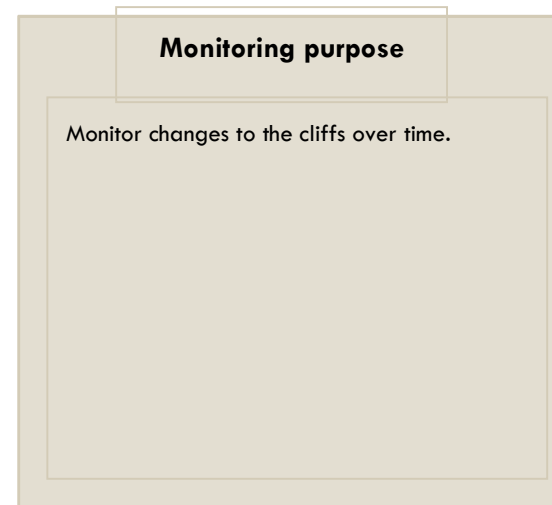 Monitoring purpose
Monitor changes to the cliffs over time.